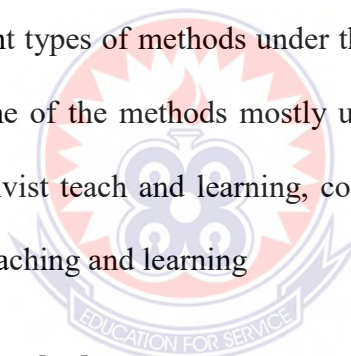 nt types of methods under th
ne of the methods mostly u
ivist teach and learning, co
aching and learning
EDUCATION FOR SERVICE